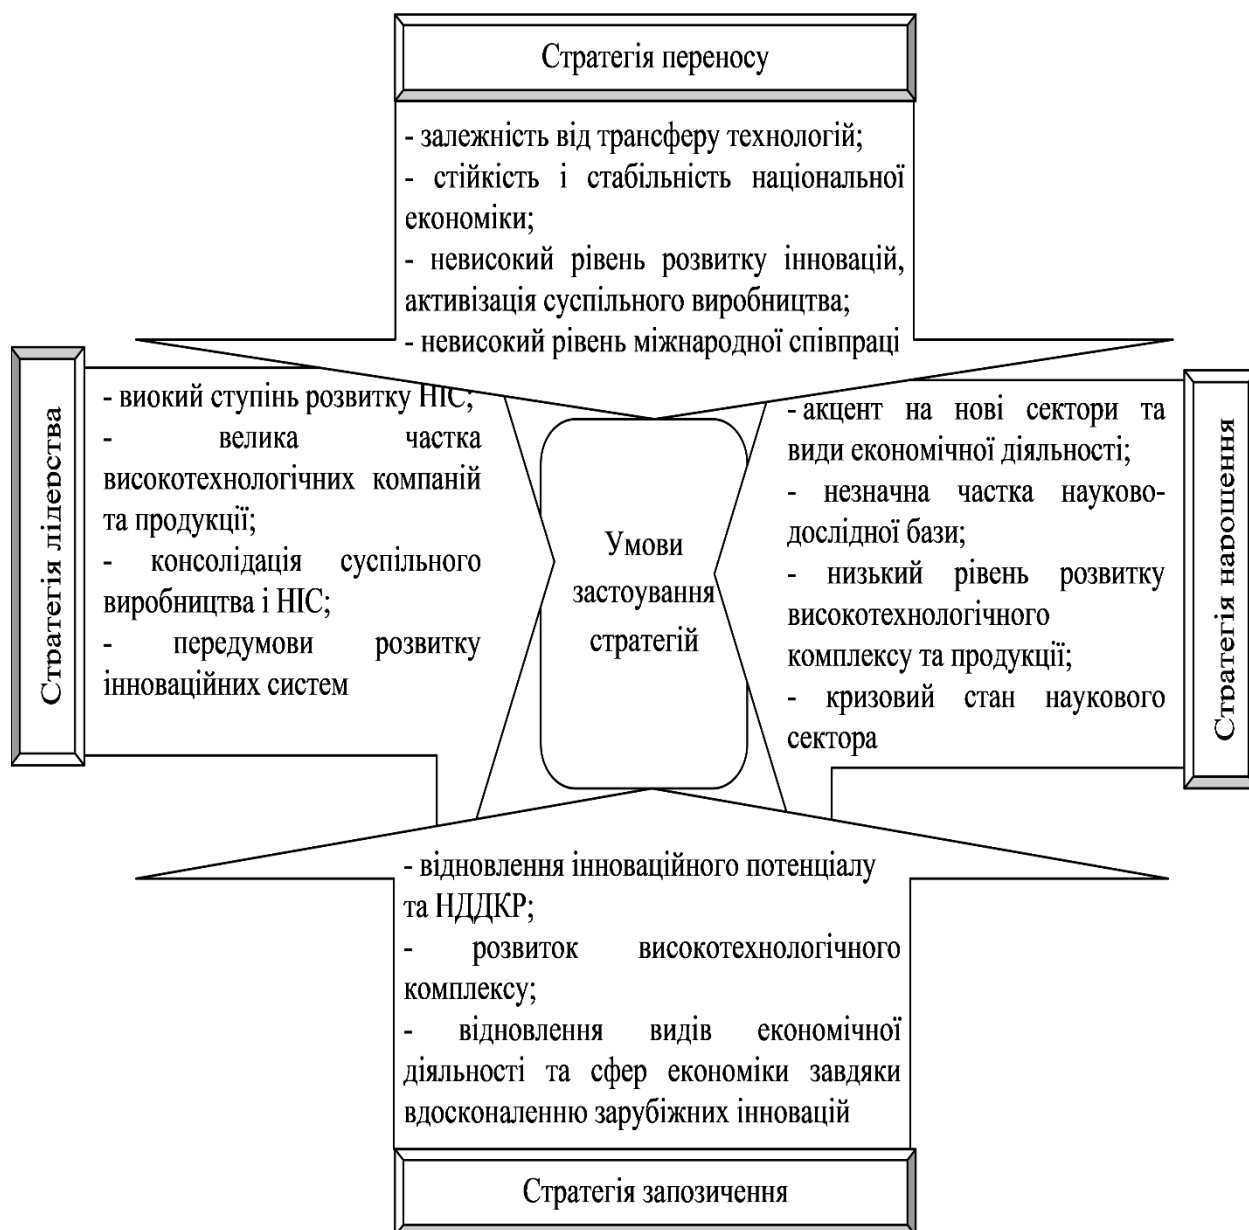 Стратегія переносу
- залежність від трансферу технологій;
- стійкість і стабільність національної
економіки;
- невисокий рівень розвитку інновацій,
активізація суспільного виробництва;
- невисокий рівень міжнародної співпраці
Стратегія лідерства
- виокий ступінь розвитку НІС;
- велика частка
високотехнологічних компаній
та продукції;
- консолідація суспільного
виробництва і НІС;
- передумови розвитку
інноваційних систем
Умови
застоування
стратегій
- акцент на нові сектори та
види економічної діяльності;
- незначна частка науково-
дослідної бази;
- низький рівень розвитку
високотехнологічного
комплексу та продукції;
- кризовий стан наукового
сектора
Стратегія нарощення
- відновлення інноваційного потенціалу
та НДДКР;
- розвиток високотехнологічного
комплексу;
- відновлення видів економічної
діяльності та сфер економіки завдяки
вдосконаленню зарубіжних інновацій
Стратегія запозичення